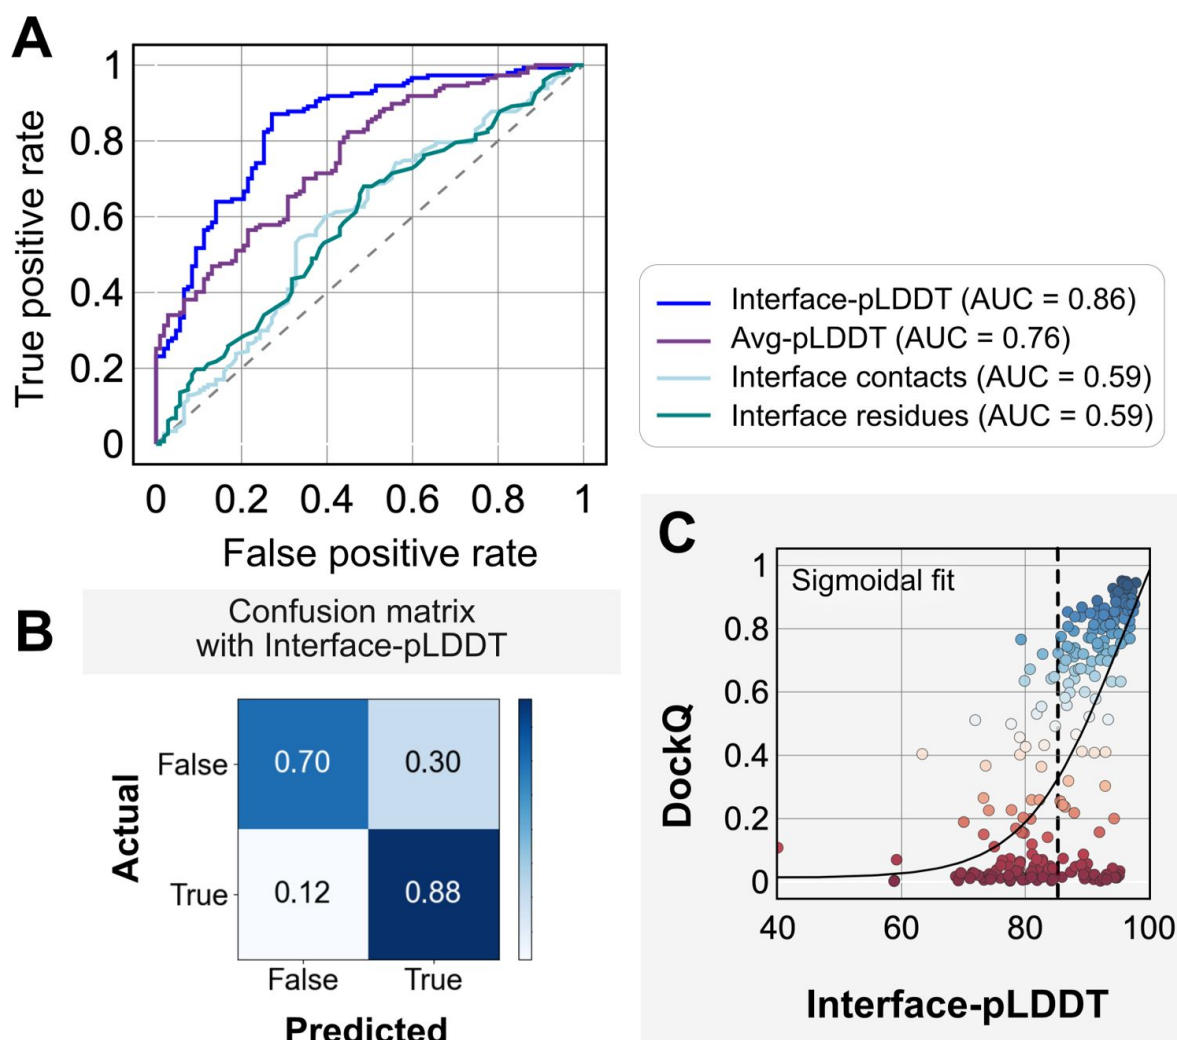 A
True positive rate
1
0.8
0.6
0.4
0.2
0
0 0.2 0.4 0.6 0.8 1
False positive rate
Interface-pLDDT (AUC = 0.86)
Avg-pLDDT (AUC = 0.76)
Interface contacts (AUC = 0.59)
Interface residues (AUC = 0.59)
B
Confusion matrix
with Interface-pLDDT
Actual
False 0.70 0.30
True 0.12 0.88
False True
Predicted
C
Sigmoidal fit
DockQ
1
0.8
0.6
0.4
0.2
0
40 60 80 100
Interface-pLDDT